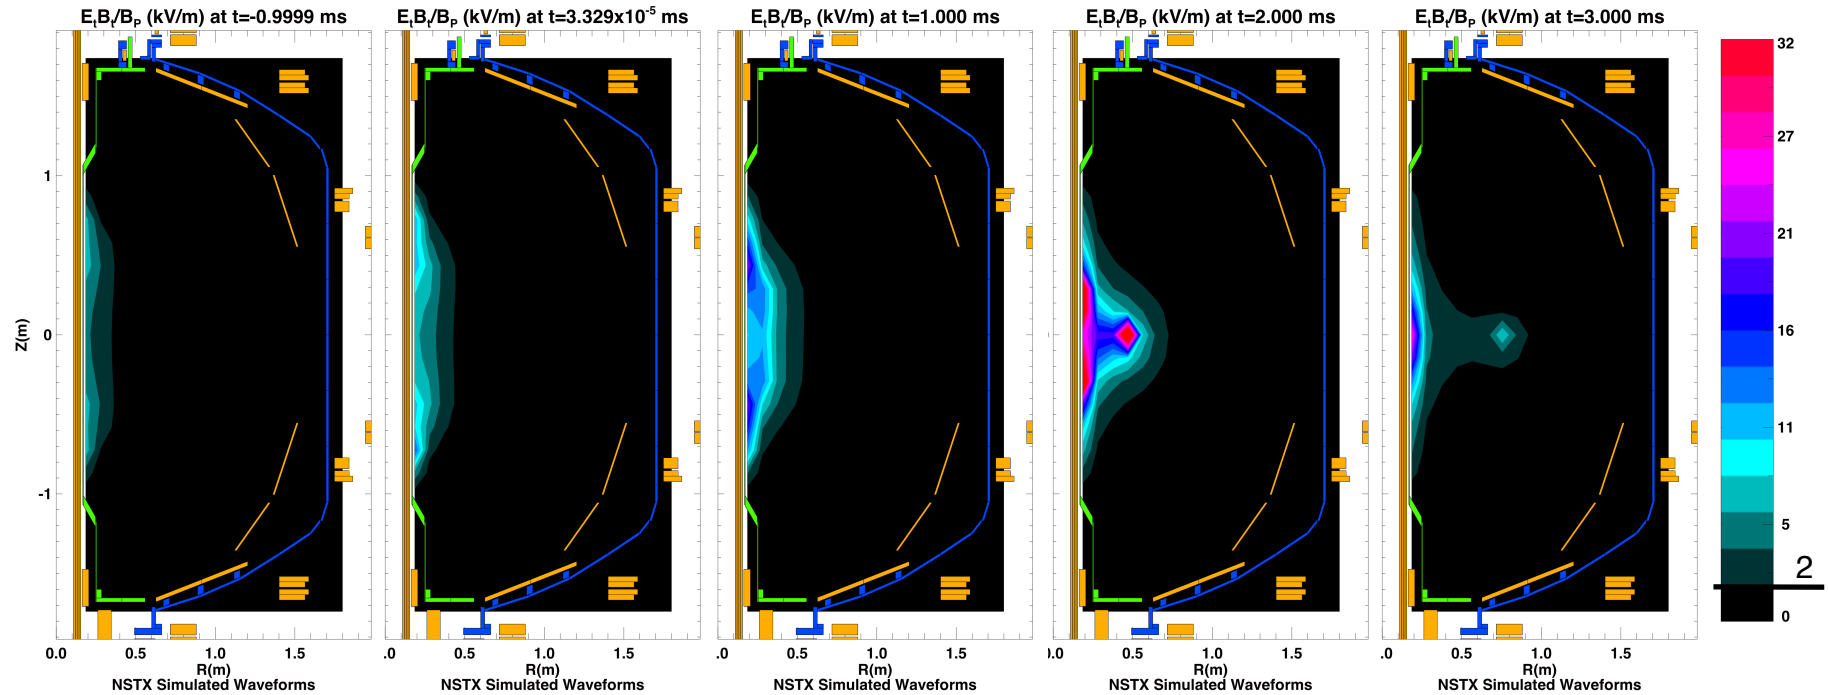 EtBt/BP (kV/m) at t=-0.9999 ms
EtBt/BP (kV/m) at t=3.329x10-5 ms
EtBt/BP (kV/m) at t=1.000 ms
EtBt/BP (kV/m) at t=2.000 ms
EtBt/BP (kV/m) at t=3.000 ms
Z(m)
1
0
-1
0.0 0.5 1.0 1.5
R(m)
NSTX Simulated Waveforms
.0 0.5 1.0 1.5
R(m)
NSTX Simulated Waveforms
.0 0.5 1.0 1.5
R(m)
NSTX Simulated Waveforms
0.0 0.5 1.0 1.5
R(m)
NSTX Simulated Waveforms
.0 0.5 1.0 1.5
R(m)
NSTX Simulated Waveforms
32
27
21
16
11
5
2
0